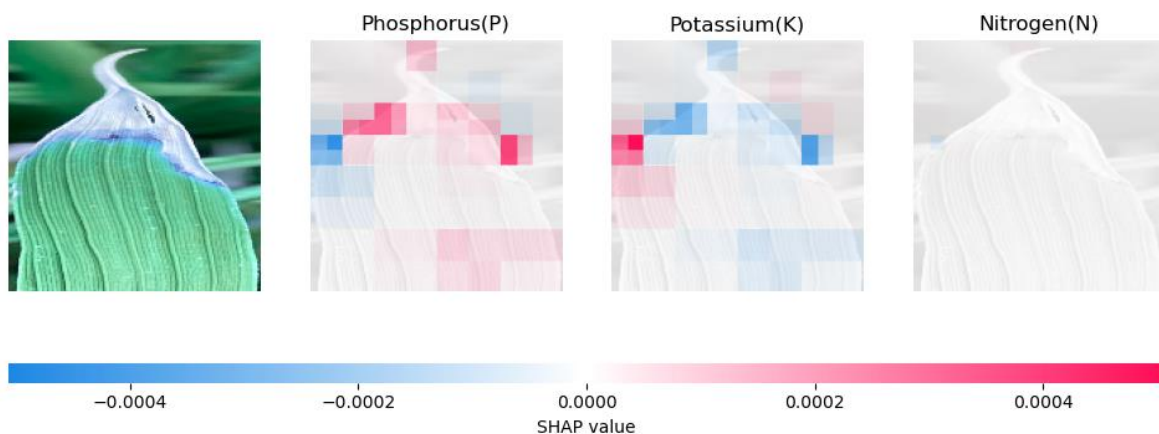 Phosphorus(P) Potassium(K) Nitrogen(N)
−0.0004 −0.0002 0.0000 0.0002 0.0004
SHAP value